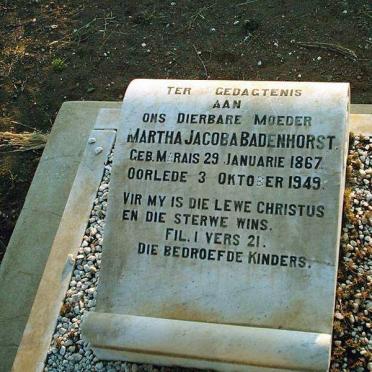 TER GEDAGTENIS
AAN
ONS DIERBARE MOEDER
MARTHA JACOBA BADENHORST.
GEB. MARAIS 29 JANUARIE 1867.
OORLEDE 3 OKTOBER 1949.
VIR MY IS DIE LEWE CHRISTUS
EN DIE STERWE WINS.
FIL. 1 VERS 21.
DIE BEDROEFDE KINDERS.